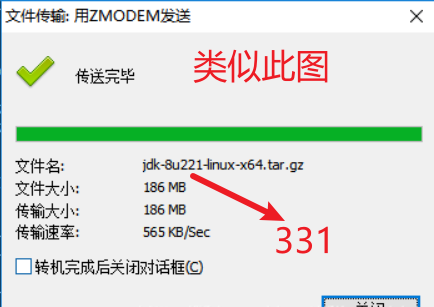 文件传输: 用ZMODEM发送
类似此图
传送完毕
文件名: jdk-8u221-linux-x64.tar.gz
文件大小: 186 MB
传输大小: 186 MB
传输速率: 565 KB/Sec
331
转机完成后关闭对话框(C)